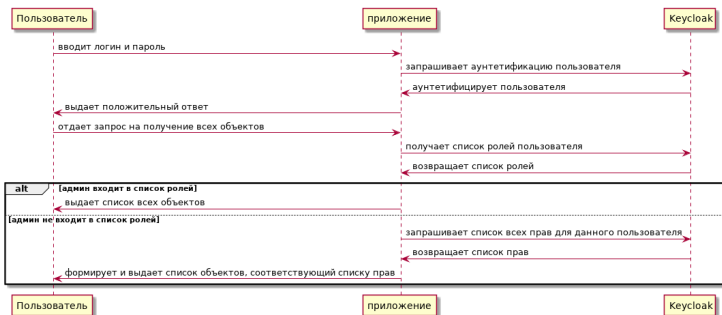 Пользователь
приложение
Keycloak
вводит логин и пароль
запрашивает аунтетификацию пользователя
аунтетифицирует пользователя
выдает положительный ответ
отдает запрос на получение всех объектов
получает список ролей пользователя
возвращает список ролей
alt [админ входит в список ролей]
выдает список всех объектов
[админ не входит в список ролей]
запрашивает список всех прав для данного пользователя
возвращает список прав
формирует и выдает список объектов, соответствующий списку прав
Пользователь
приложение
Keycloak